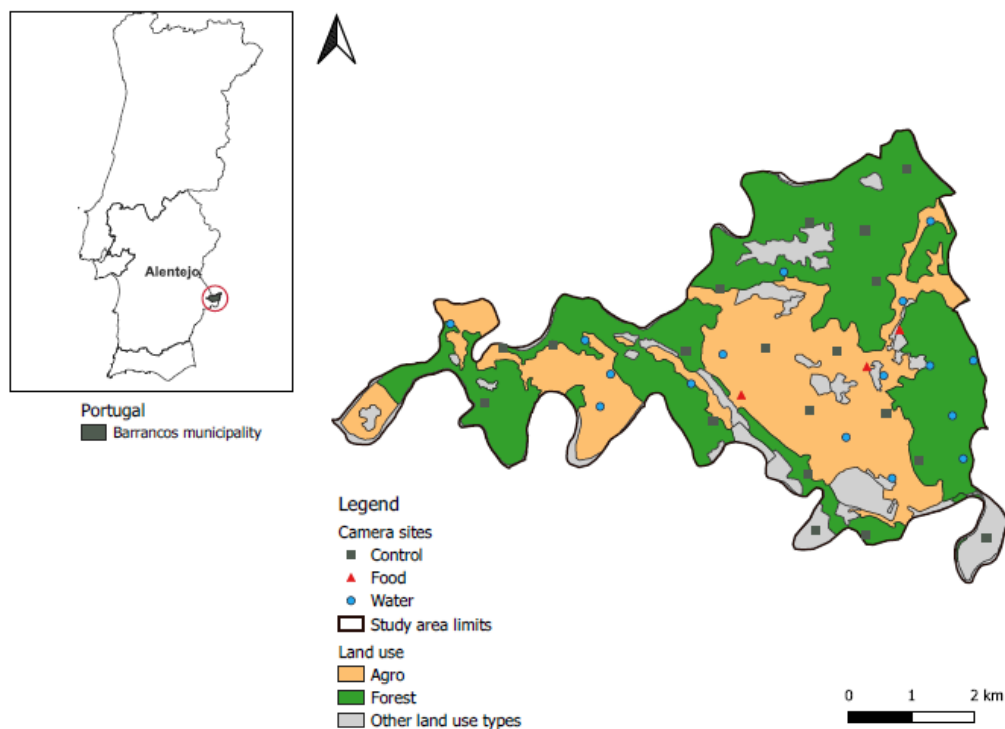 Alentejo
Portugal
Barrancos municipality
Legend
Camera sites
Control
Food
Water
Study area limits
Land use
Agro
Forest
Other land use types
0 1 2 km